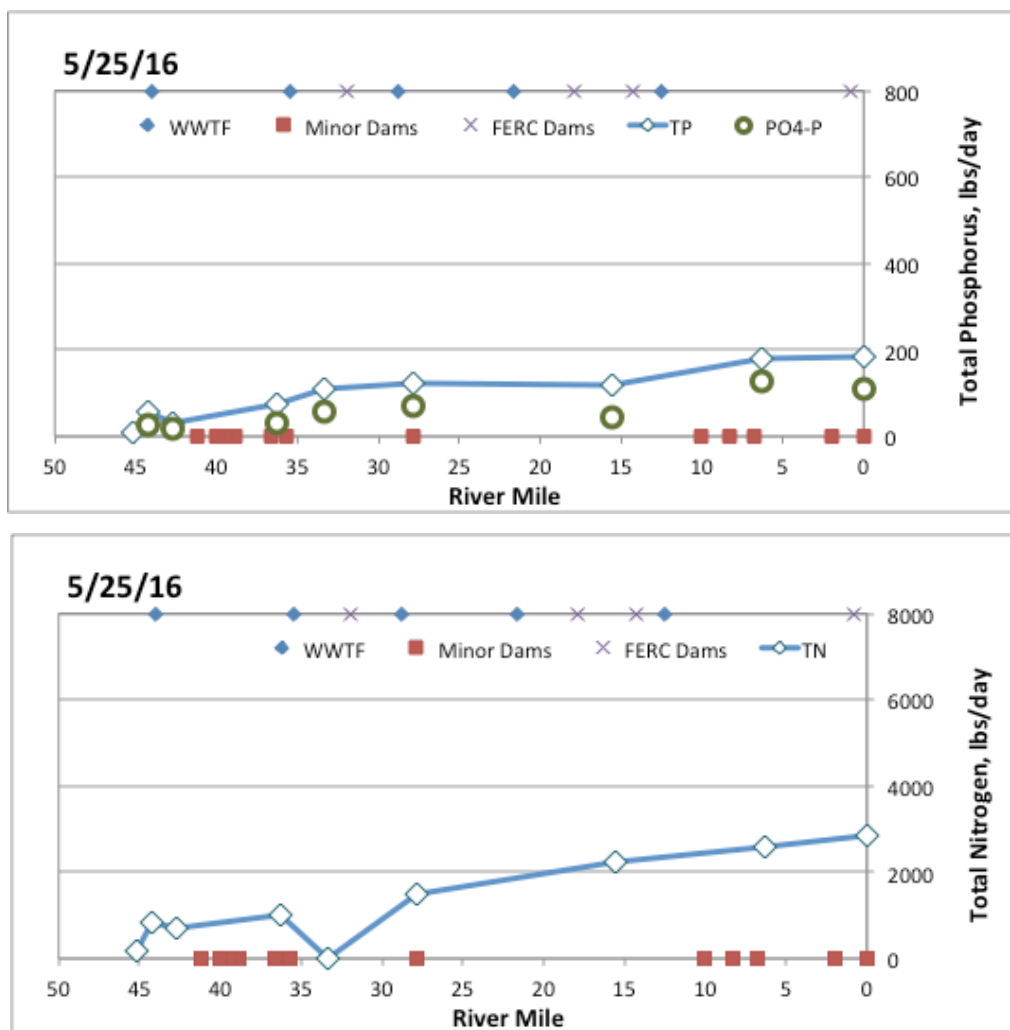 5/25/16
800
WWTF Minor Dams FERC Dams TP PO4-P
600
400
200
0
Total Phosphorus, lbs/day
50 45 40 35 30 25 20 15 10 5 0
River Mile
5/25/16
8000
WWTF Minor Dams FERC Dams TN
6000
4000
2000
0
Total Nitrogen, lbs/day
50 45 40 35 30 25 20 15 10 5 0
River Mile